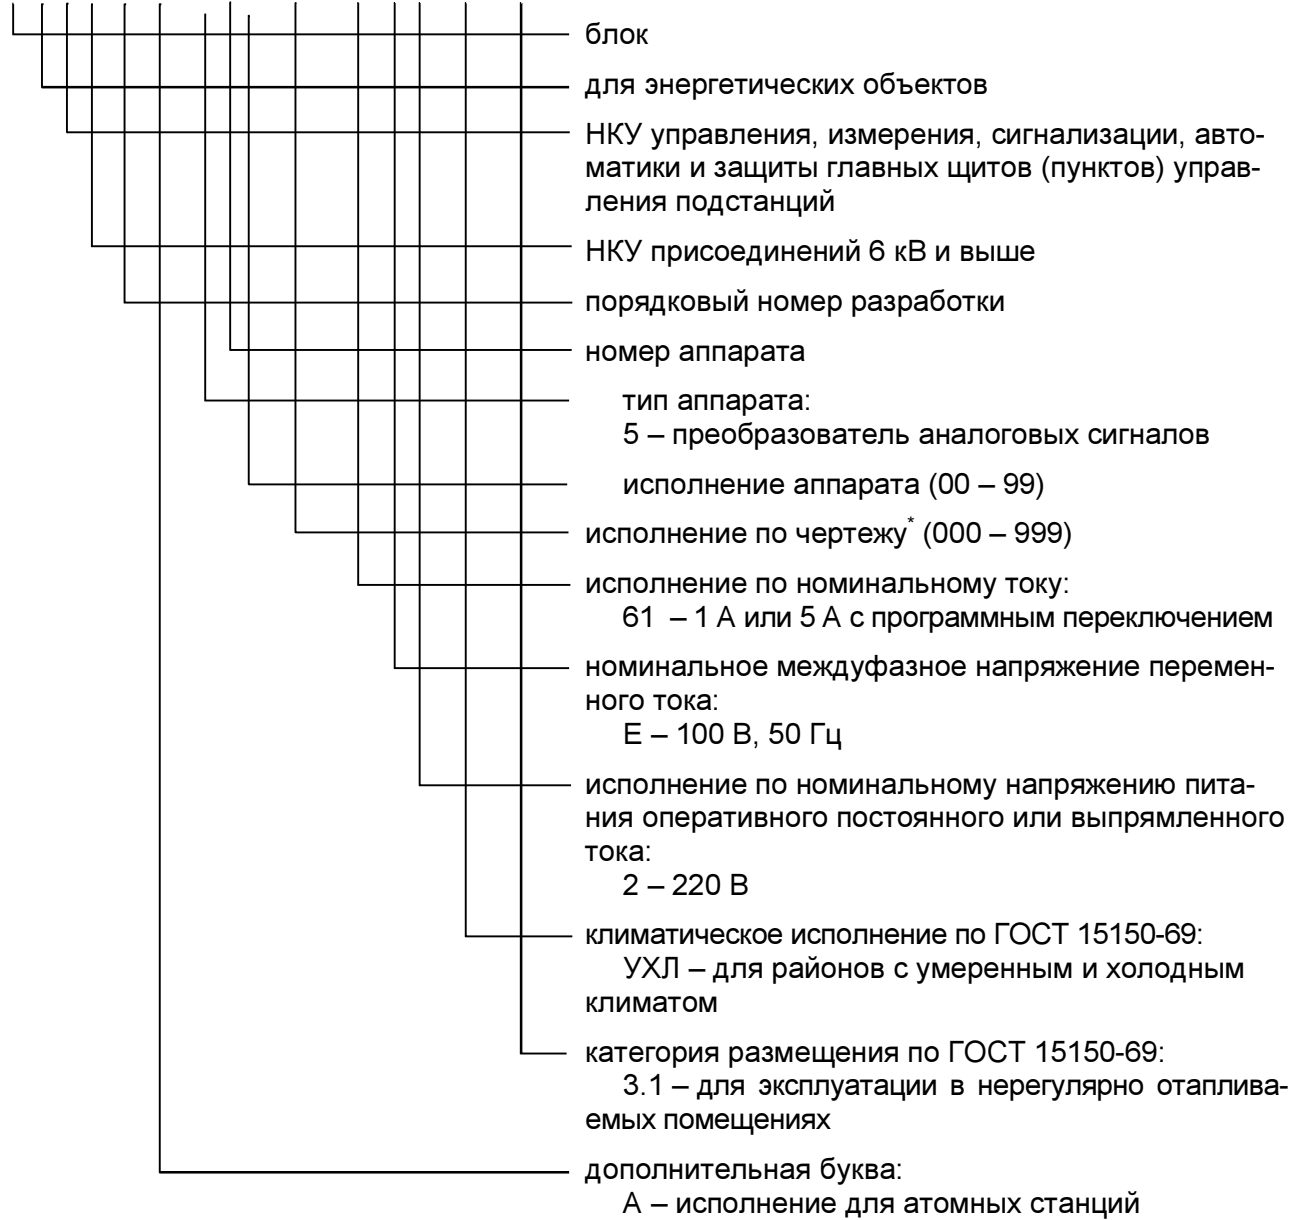 блок
для энергетических объектов
НКУ управления, измерения, сигнализации, авто-
матики и защиты главных щитов (пунктов) управ-
ления подстанций
НКУ присоединений 6 кВ и выше
порядковый номер разработки
номер аппарата
тип аппарата:
5 – преобразователь аналоговых сигналов
исполнение аппарата (00 – 99)
исполнение по чертежу* (000 – 999)
исполнение по номинальному току:
61 – 1 А или 5 А с программным переключением
номинальное междуфазное напряжение перемен-
ного тока:
Е – 100 В, 50 Гц
исполнение по номинальному напряжению пита-
ния оперативного постоянного или выпрямленного
тока:
2 – 220 В
климатическое исполнение по ГОСТ 15150-69:
УХЛ – для районов с умеренным и холодным
климатом
категория размещения по ГОСТ 15150-69:
3.1 – для эксплуатации в нерегулярно отаплива-
емых помещениях
дополнительная буква:
А – исполнение для атомных станций